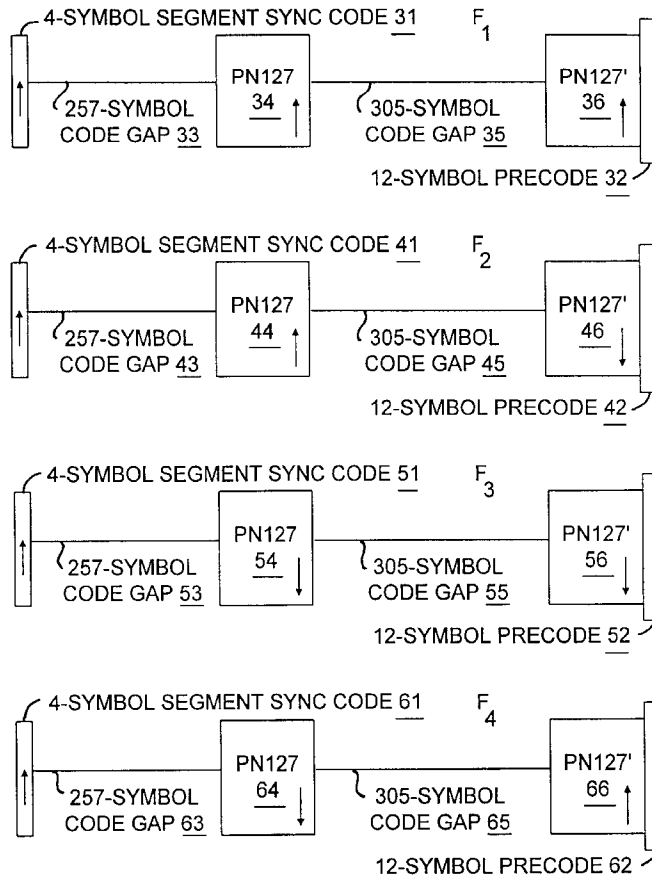 4-SYMBOL SEGMENT SYNC CODE 31 F1
PN127
34
PN127'
36
257-SYMBOL
CODE GAP 33
305-SYMBOL
CODE GAP 35
12-SYMBOL PRECODE 32
4-SYMBOL SEGMENT SYNC CODE 41 F2
PN127
44
PN127'
46
257-SYMBOL
CODE GAP 43
305-SYMBOL
CODE GAP 45
12-SYMBOL PRECODE 42
4-SYMBOL SEGMENT SYNC CODE 51 F3
PN127
54
PN127'
56
257-SYMBOL
CODE GAP 53
305-SYMBOL
CODE GAP 55
12-SYMBOL PRECODE 52
4-SYMBOL SEGMENT SYNC CODE 61 F4
PN127
64
PN127'
66
257-SYMBOL
CODE GAP 63
305-SYMBOL
CODE GAP 65
12-SYMBOL PRECODE 62